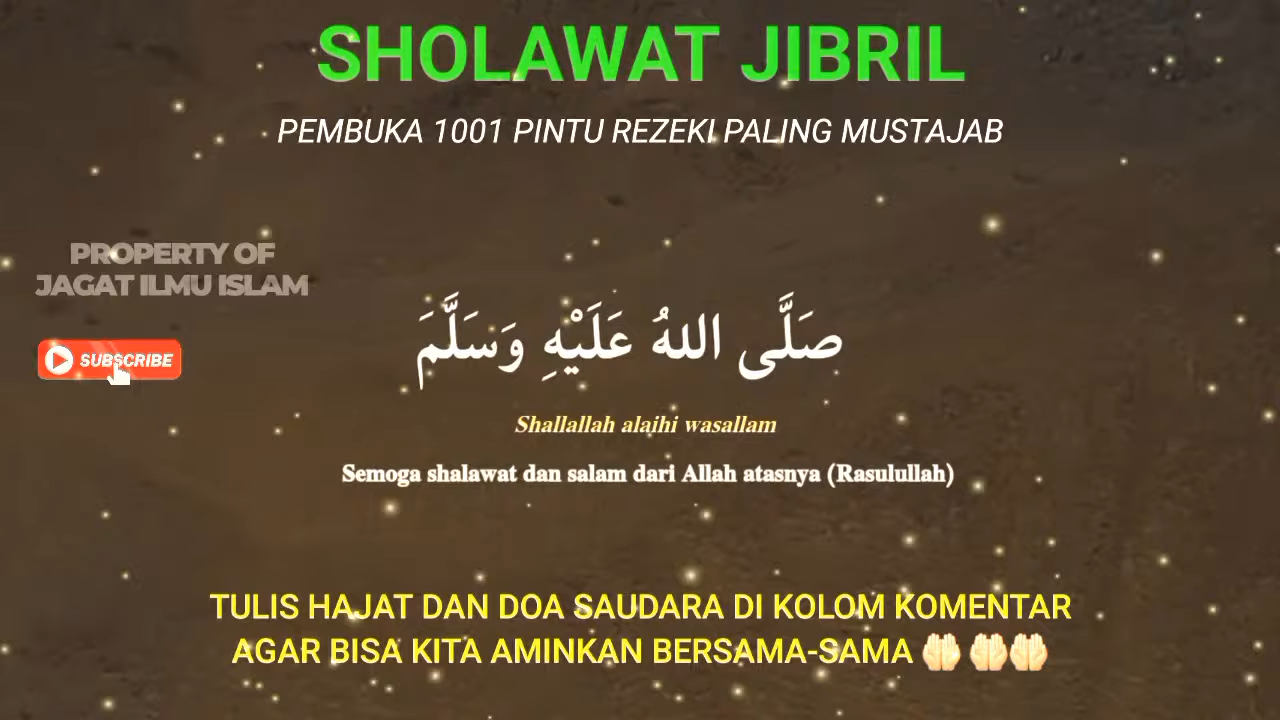 SHOLAWAT JIBRIL
PEMBUKA 1001 PINTU REZEKI PALING MUSTAJAB
PROPERTY OF
JAGAT ILMU ISLAM
صَلَّى اللهُ عَلَيْهِ وَسَلَّمَ
SUBSCRIBE
Shallallah alaihi wasallam
Semoga shalawat dan salam dari Allah atasnya (Rasulullah)
TULIS HAJAT DAN DOA SAUDARA DI KOLOM KOMENTAR
AGAR BISA KITA AMINKAN BERSAMA-SAMA 🤲🏻 🤲🏻🤲🏻